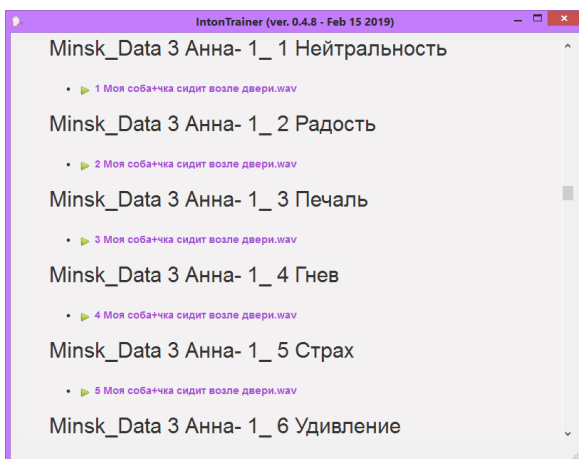 IntonTrainer (ver. 0.4.8 - Feb 15 2019)
Minsk_Data 3 Анна- 1_ 1 Нейтральность
1 Моя соба+чка сидит возле двери.wav
Minsk_Data 3 Анна- 1_ 2 Радость
2 Моя соба+чка сидит возле двери.wav
Minsk_Data 3 Анна- 1_ 3 Печаль
3 Моя соба+чка сидит возле двери.wav
Minsk_Data 3 Анна- 1_ 4 Гнев
4 Моя соба+чка сидит возле двери.wav
Minsk_Data 3 Анна- 1_ 5 Страх
5 Моя соба+чка сидит возле двери.wav
Minsk_Data 3 Анна- 1_ 6 Удивление